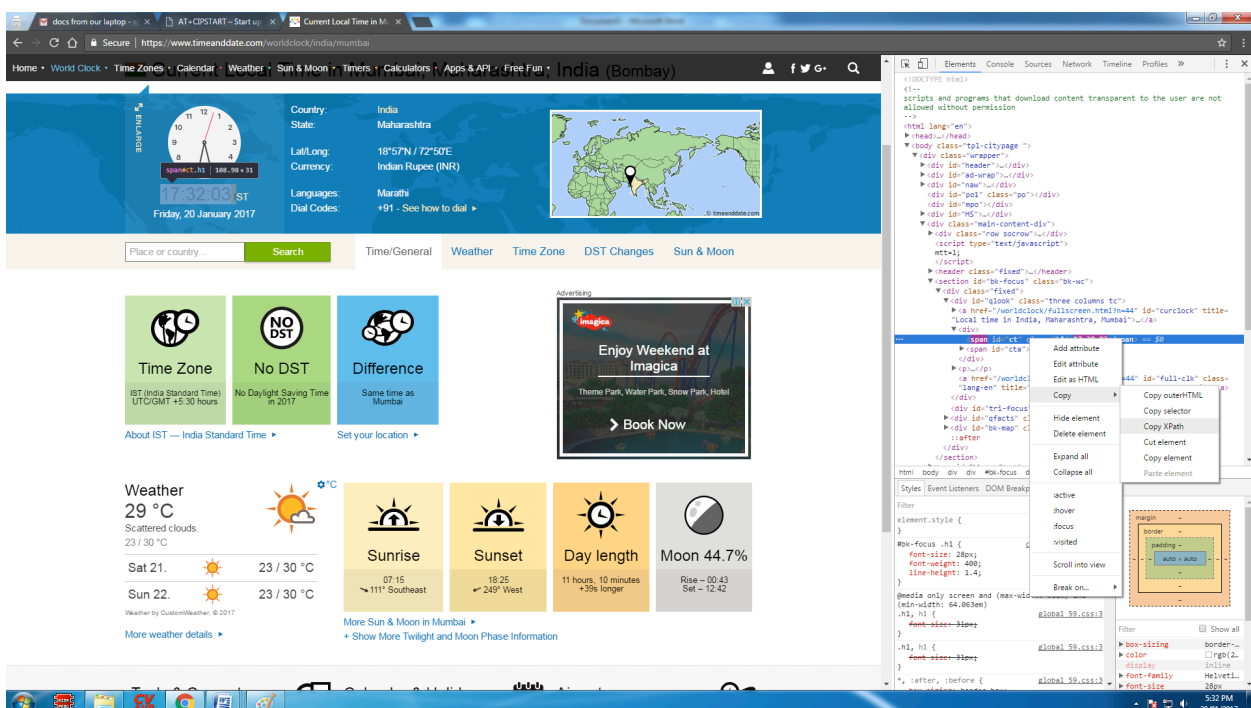 docs from our laptop - s
AT+CIPSTART – Start up
Current Local Time in Mu
Secure | https://www.timeanddate.com/worldclock/india/mumbai
Home World Clock Time Zones Calendar Weather Sun & Moon Timers Calculators Apps & API Free Fun
Current Local Time in Mumbai, Maharashtra, India (Bombay)
f G+
ENLARGE
11 12 1
10 2
9 3
8 4
span#ct.h1 | 108.98 × 31
17:32:03 IST
Friday, 20 January 2017
Country: India
State: Maharashtra
Lat/Long: 18°57'N / 72°50'E
Currency: Indian Rupee (INR)
Languages: Marathi
Dial Codes: +91 - See how to dial
© timeanddate.com
Place or country... Search
Time/General Weather Time Zone DST Changes Sun & Moon
Time Zone
IST (India Standard Time)
UTC/GMT +5:30 hours
NO
DST
No DST
No Daylight Saving Time
in 2017
Difference
Same time as
Mumbai
About IST — India Standard Time
Set your location
Advertising
imagica
Enjoy Weekend at
Imagica
Theme Park, Water Park, Snow Park, Hotel
Book Now
Weather
°C
29 °C
Scattered clouds.
23 / 30 °C
Sat 21. 23 / 30 °C
Sun 22. 23 / 30 °C
Weather by CustomWeather, © 2017
More weather details
Sunrise
07:15
111° Southeast
Sunset
18:25
249° West
Day length
11 hours, 10 minutes
+39s longer
Moon 44.7%
Rise – 00:43
Set – 12:42
More Sun & Moon in Mumbai
+ Show More Twilight and Moon Phase Information
Elements Console Sources Network Timeline Profiles »
<!DOCTYPE html>
<!--
scripts and programs that download content transparent to the user are not
allowed without permission
-->
<html lang="en">
<head>…</head>
<body class="tpl-citypage ">
<div class="wrapper">
<div id="ad-wrap">…</div>
<div id="naw">…</div>
<div id="po1" class="po"></div>
<div id="mpo"></div>
<div id="HS">…</div>
<div class="main-content-div">
<div class="row socrow">…</div>
<script type="text/javascript">
mtt=1;
</script>
<header class="fixed">…</header>
<section id="bk-focus" class="bk-wc">
<div class="fixed">
<div id="qlook" class="three columns tc">
<a href="/worldclock/fullscreen.html?n=44" id="curclock" title=
"Local time in India, Maharashtra, Mumbai">…</a>
<div>
<span id="ct"
span> == $0
<span id="cta">
</div>
<p>…</p>
<a href="/worldcl
=44" id="full-clk" class=
"lang-en" title="
</div>
<div id="tri-focus"
<div id="qfacts" cl
<div id="bk-map" cl
::after
</div>
</section>
Add attribute
Edit attribute
Edit as HTML
Copy
Hide element
Delete element
Expand all
Collapse all
:active
:hover
:focus
:visited
Scroll into view
Break on...
Copy outerHTML
Copy selector
Copy XPath
Cut element
Copy element
Paste element
html body div div #bk-focus
Styles Event Listeners DOM Breakp
Filter
element.style {
}
#bk-focus .h1 {
font-size: 28px;
font-weight: 400;
line-height: 1.4;
}
@media only screen and (max-wid
(min-width: 64.063em)
.h1, h1 { global_59.css:3
font-size: 31px;
}
.h1, h1 { global_59.css:3
font-size: 31px;
}
*, :after, :before { global_59.css:3
margin –
border –
padding –
auto × auto
Filter Show all
box-sizing border-…
color rgb(2…
display inline
font-family Helveti…
font-size 28px
5:32 PM